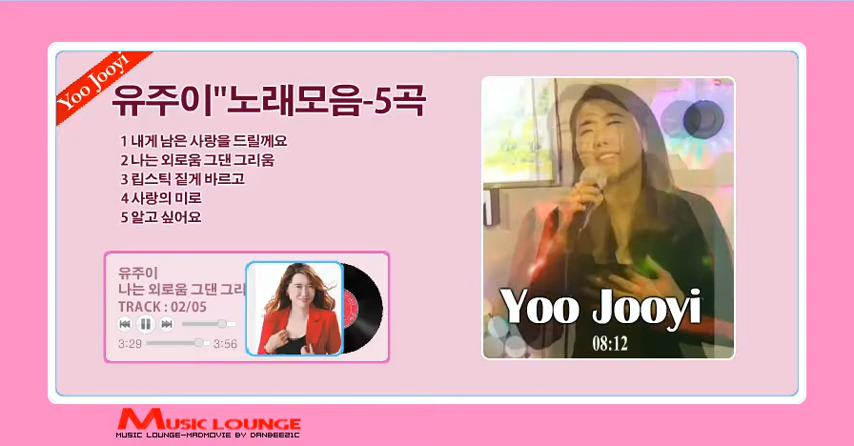 Yoo Jooyi
유주이"노래모음-5곡
1 내게 남은 사랑을 드릴께요
2 나는 외로움 그댄 그리움
3 립스틱 짙게 바르고
4 사랑의 미로
5 알고 싶어요
유주이
나는 외로움 그댄 그리
TRACK : 02/05
3:29 3:56
Yoo Jooyi
08:12
MUSIC LOUNGE
MUSIC LOUNGE-MADMOVIE BY DANBEEZIC